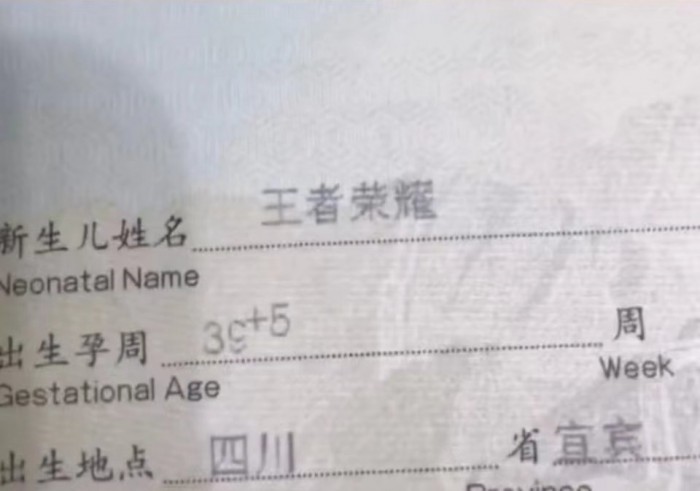 新生儿姓名 王者荣耀
Neonatal Name
出生孕周 39+5 周
Gestational Age Week
出生地点 四川 省 宜宾
Province